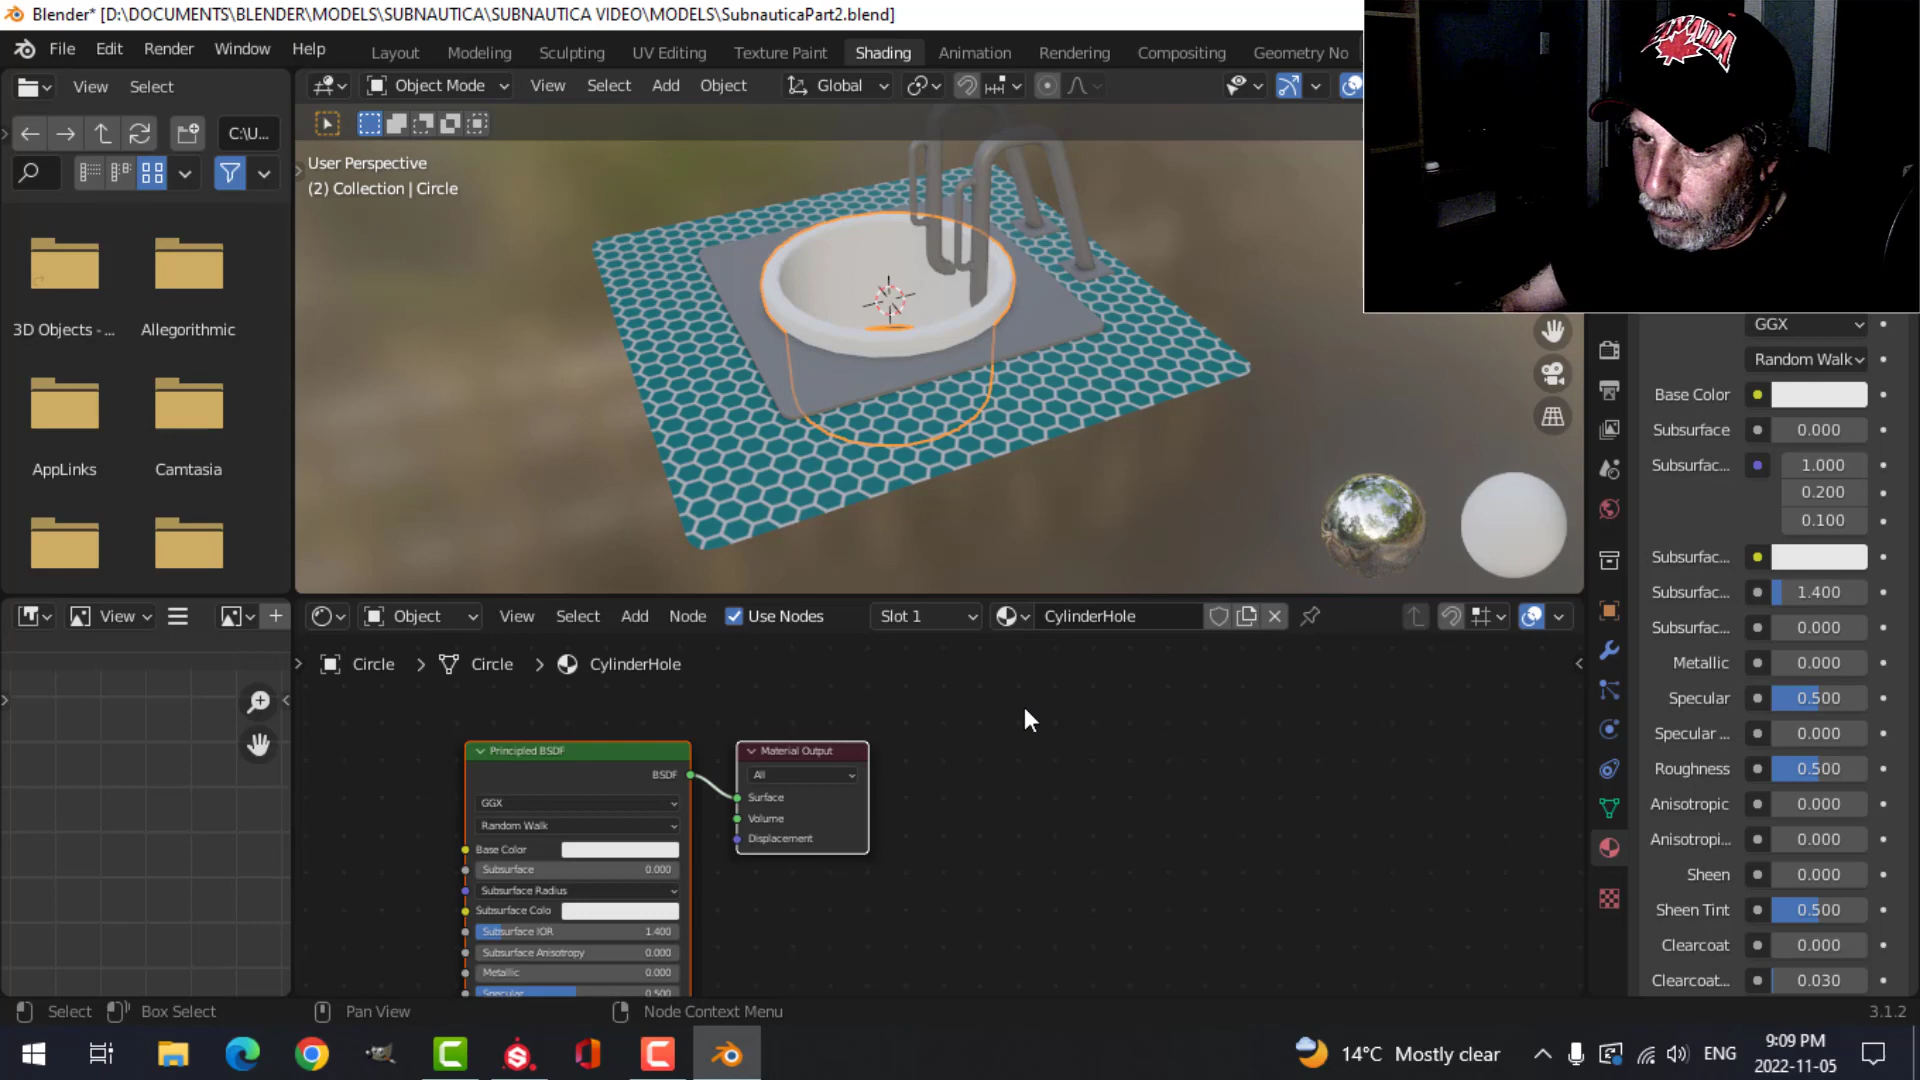 Blender* [D:\DOCUMENTS\BLENDER\MODELS\SUBNAUTICA\SUBNAUTICA VIDEO\MODELS\SubnauticaPart2.blend]
File Edit Render Window Help
Layout Modeling Sculpting UV Editing Texture Paint Shading Animation Rendering Compositing Geometry No
View Select
Object Mode View Select Add Object Global
C:\U...
User Perspective
(2) Collection | Circle
3D Objects - ... Allegorithmic
AppLinks Camtasia
GGX
Random Walk
Base Color
Subsurface 0.000
Subsurfac... 1.000
0.200
0.100
Subsurfac...
Subsurfac... 1.400
Subsurfac... 0.000
Metallic 0.000
Specular 0.500
Specular ... 0.000
Roughness 0.500
Anisotropic 0.000
Anisotropi... 0.000
Sheen 0.000
Sheen Tint 0.500
Clearcoat 0.000
Clearcoat... 0.030
View
Object View Select Add Node Use Nodes Slot 1 CylinderHole
Circle > Circle > CylinderHole
Principled BSDF
BSDF
GGX
Random Walk
Base Color
Subsurface 0.000
Subsurface Radius
Subsurface Colo
Subsurface IOR 1.400
Subsurface Anisotropy 0.000
Metallic 0.000
Specular 0.500
Material Output
All
Surface
Volume
Displacement
Select Box Select Pan View Node Context Menu 3.1.2
14°C Mostly clear ENG 9:09 PM
2022-11-05